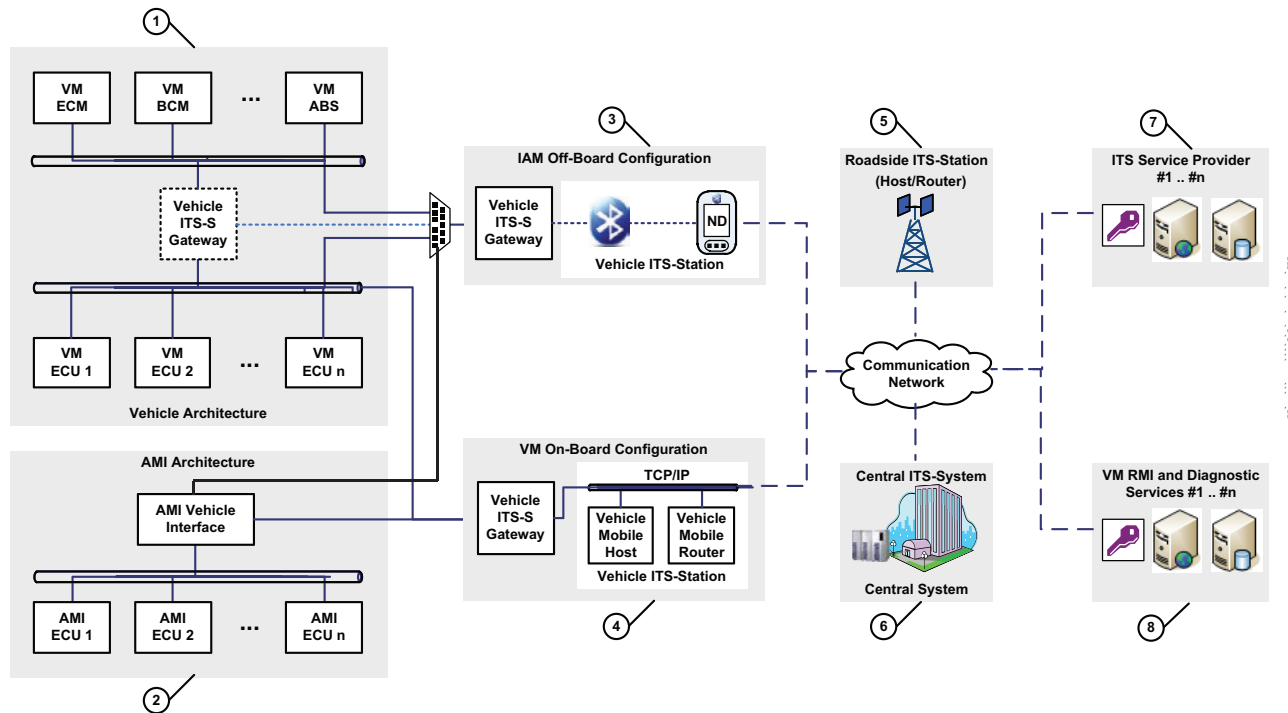 1
VM
ECM
VM
BCM
...
VM
ABS
Vehicle
ITS-S
Gateway
VM
ECU 1
VM
ECU 2
...
VM
ECU n
Vehicle Architecture
AMI Architecture
AMI Vehicle
Interface
AMI
ECU 1
AMI
ECU 2
...
AMI
ECU n
2
3
IAM Off-Board Configuration
Vehicle
ITS-S
Gateway
ND
Vehicle ITS-Station
VM On-Board Configuration
TCP/IP
Vehicle
ITS-S
Gateway
Vehicle
Mobile
Host
Vehicle
Mobile
Router
Vehicle ITS-Station
4
5
Roadside ITS-Station
(Host/Router)
Communication
Network
Central ITS-System
Central System
6
7
ITS Service Provider
#1 .. #n
VM RMI and Diagnostic
Services #1 .. #n
8